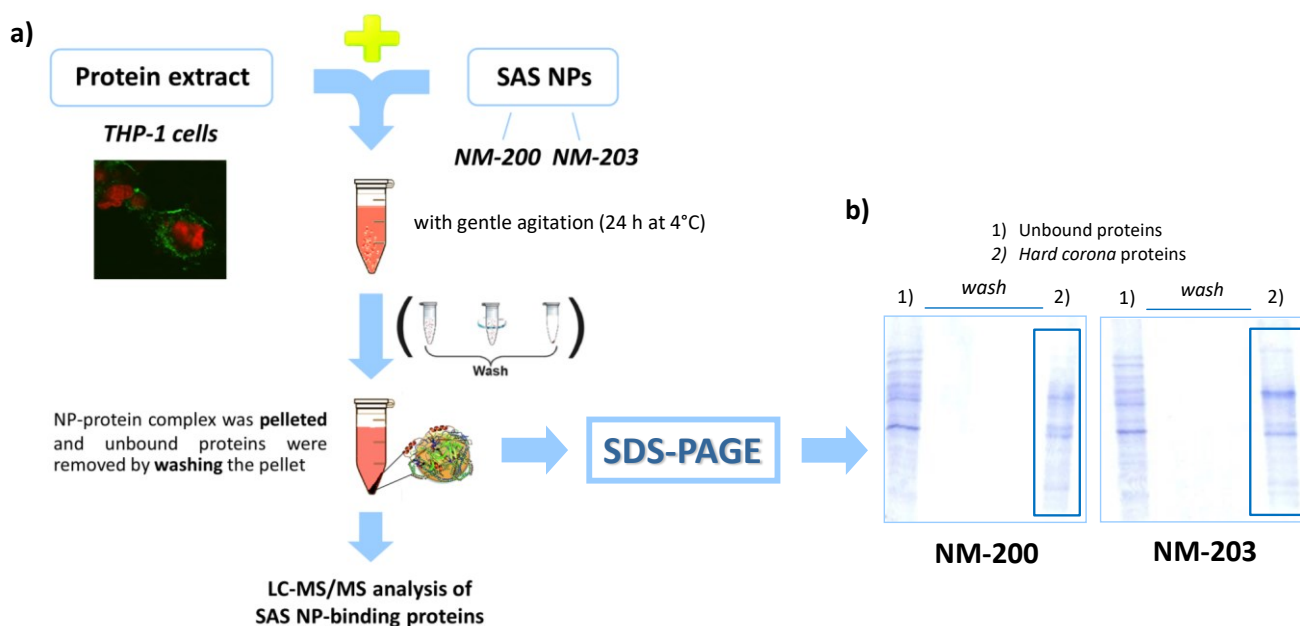 a)
Protein extract
SAS NPs
THP-1 cells
NM-200 NM-203
with gentle agitation (24 h at 4°C)
Wash
NP-protein complex was pelleted
and unbound proteins were
removed by washing the pellet
SDS-PAGE
LC-MS/MS analysis of
SAS NP-binding proteins
b)
1) Unbound proteins
2) Hard corona proteins
1) wash 2) 1) wash 2)
NM-200 NM-203